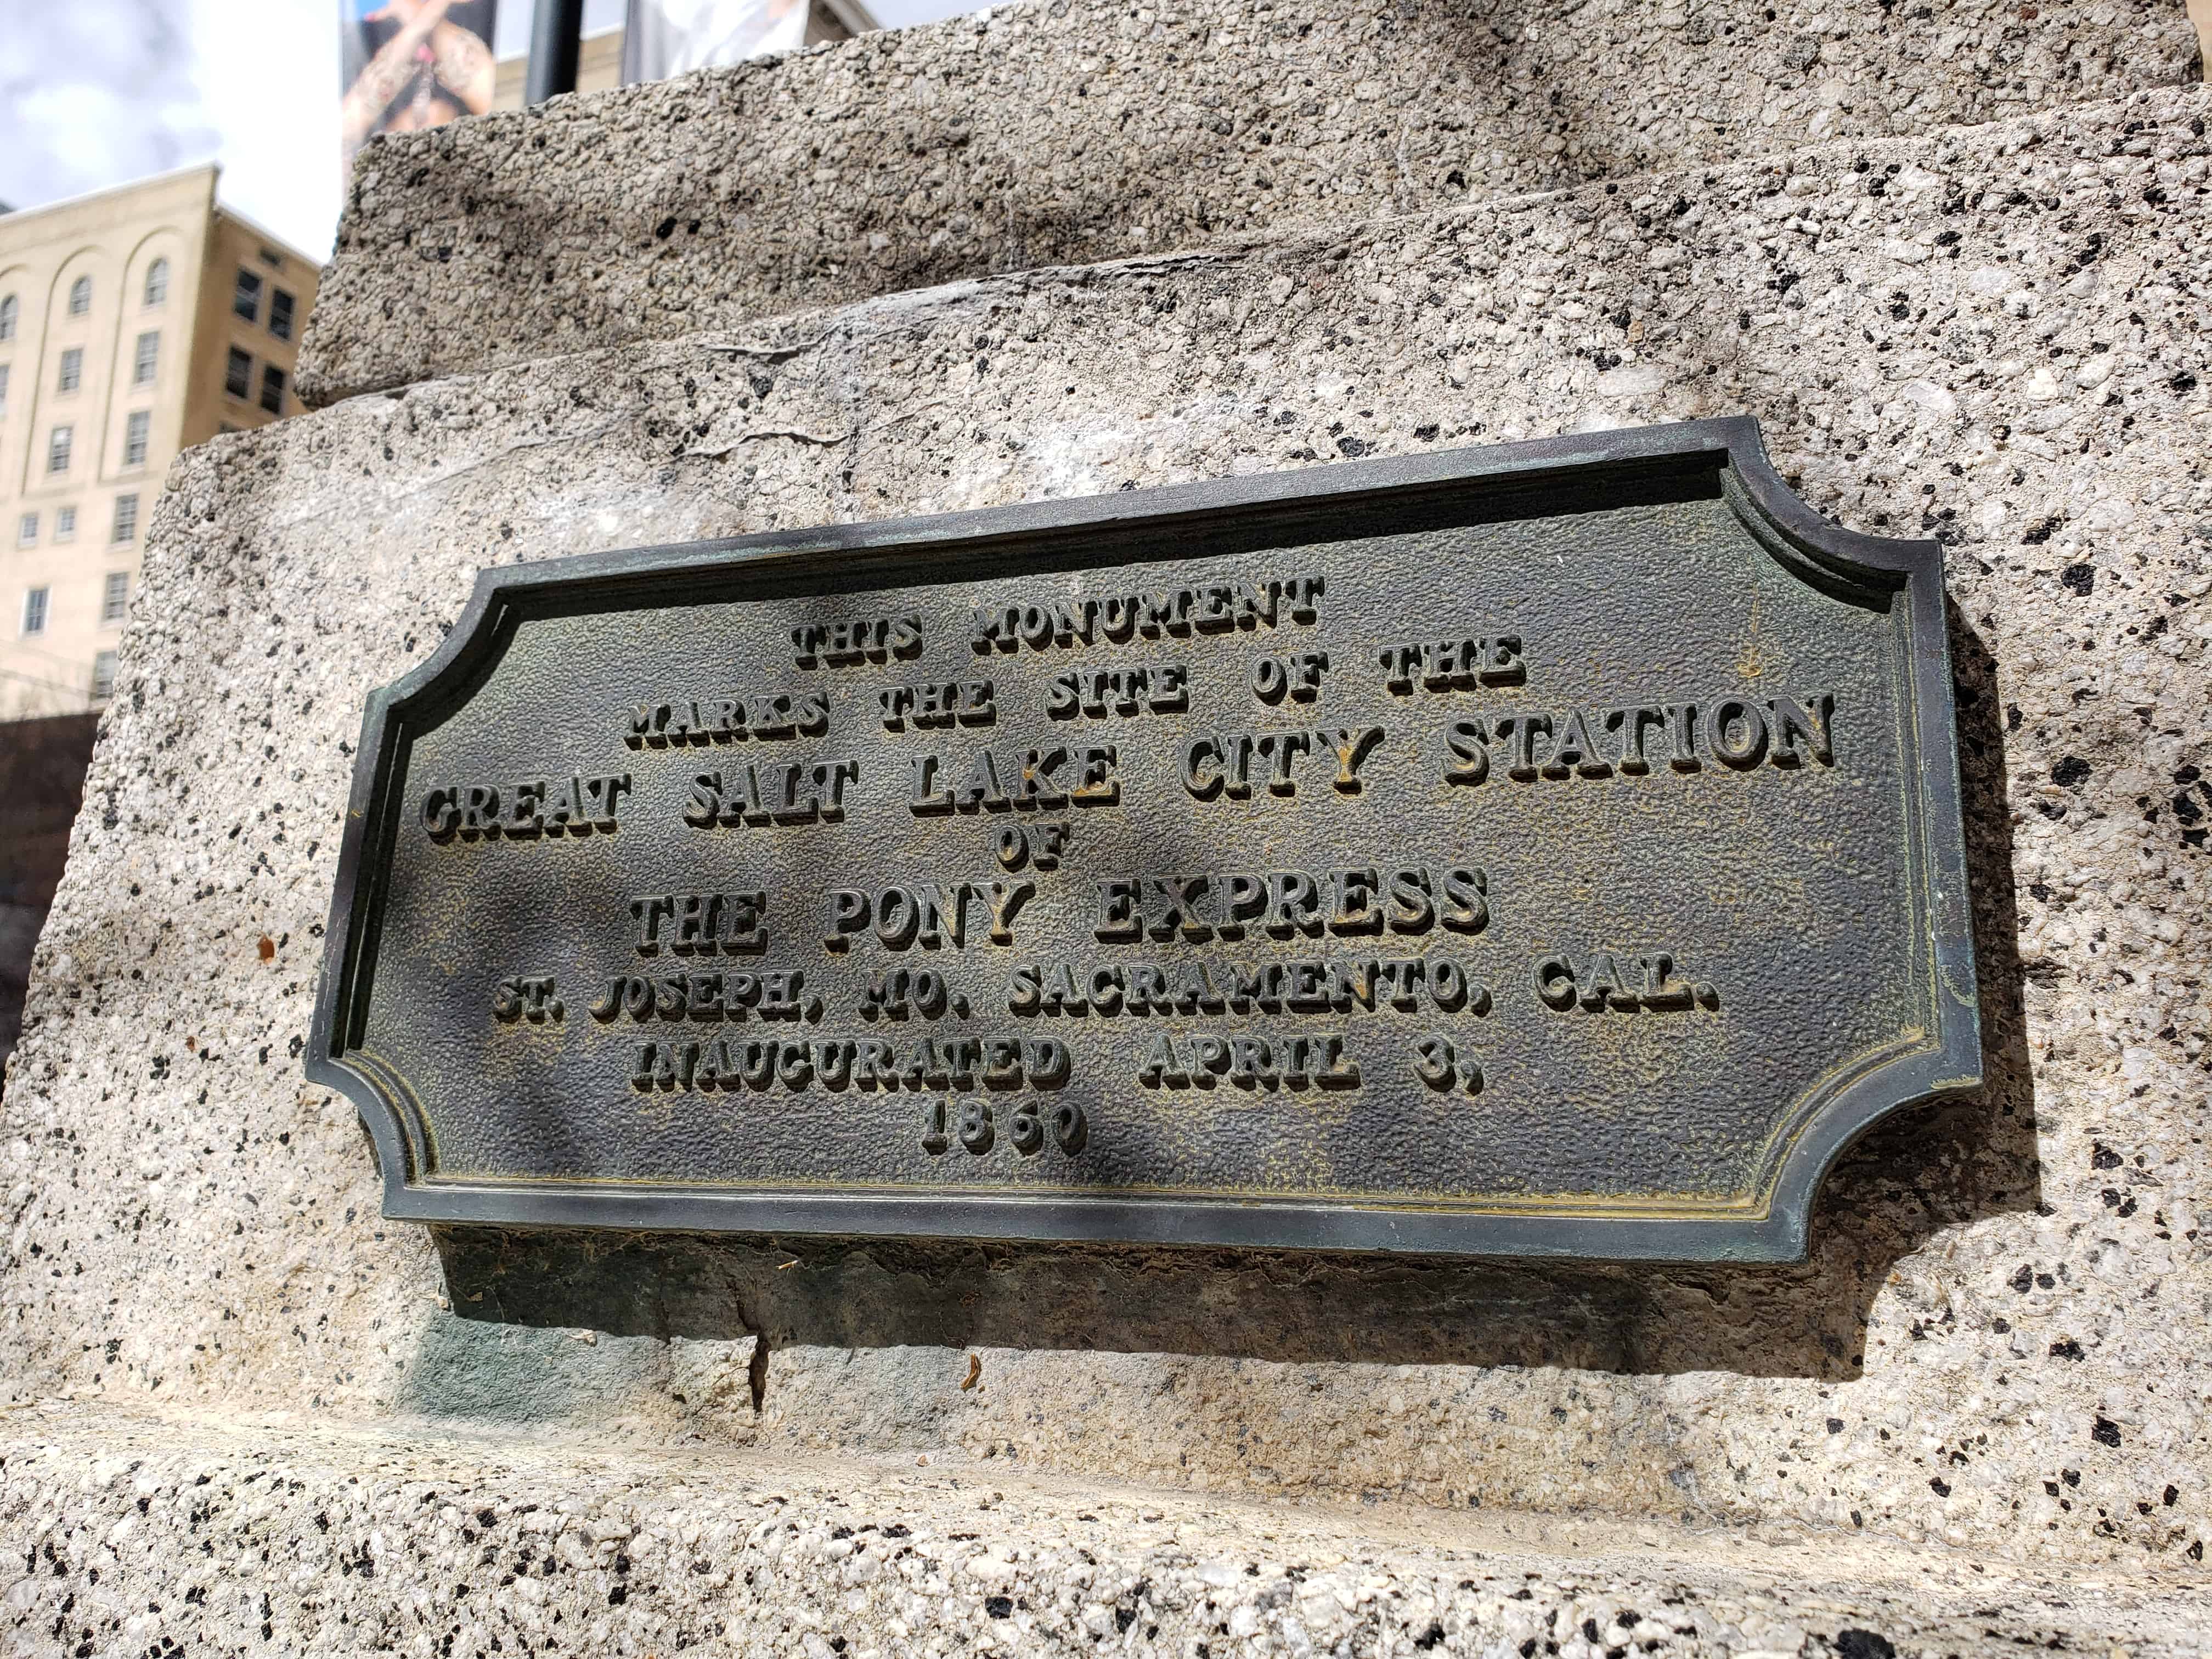 THIS MONUMENT
MARKS THE SITE OF THE
GREAT SALT LAKE CITY STATION
OF
THE PONY EXPRESS
ST. JOSEPH, MO. SACRAMENTO, CAL.
INAUGURATED APRIL 3,
1860